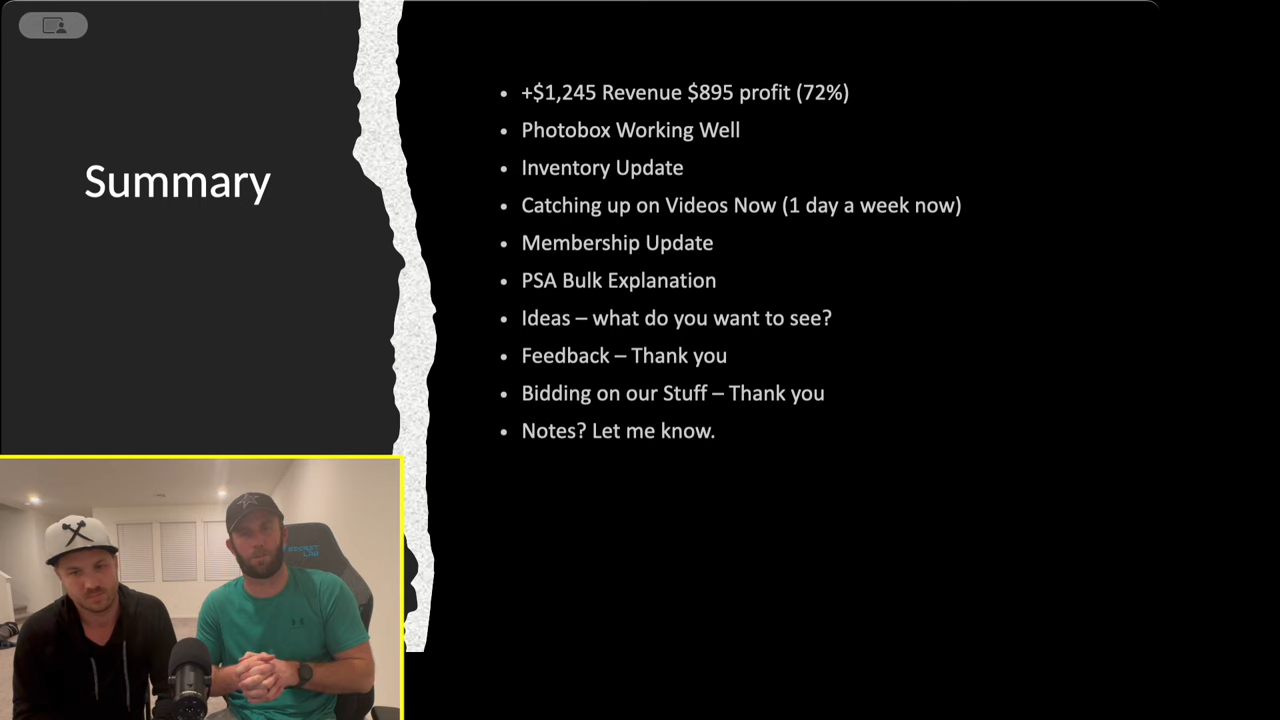 Summary
+$1,245 Revenue $895 profit (72%)
Photobox Working Well
Inventory Update
Catching up on Videos Now (1 day a week now)
Membership Update
PSA Bulk Explanation
Ideas – what do you want to see?
Feedback – Thank you
Bidding on our Stuff – Thank you
Notes? Let me know.
SECRET
LAB